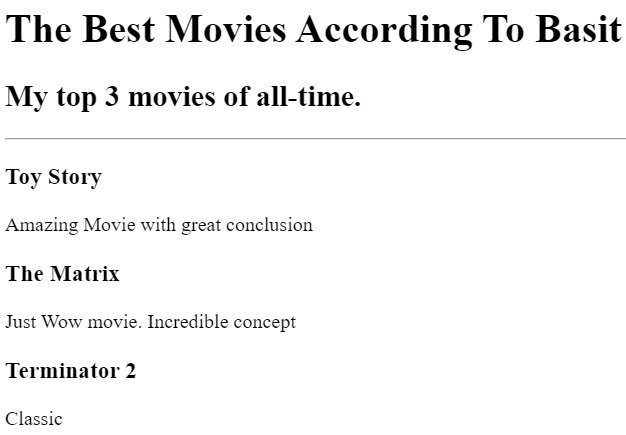 The Best Movies According To Basit
My top 3 movies of all-time.
Toy Story
Amazing Movie with great conclusion
The Matrix
Just Wow movie. Incredible concept
Terminator 2
Classic